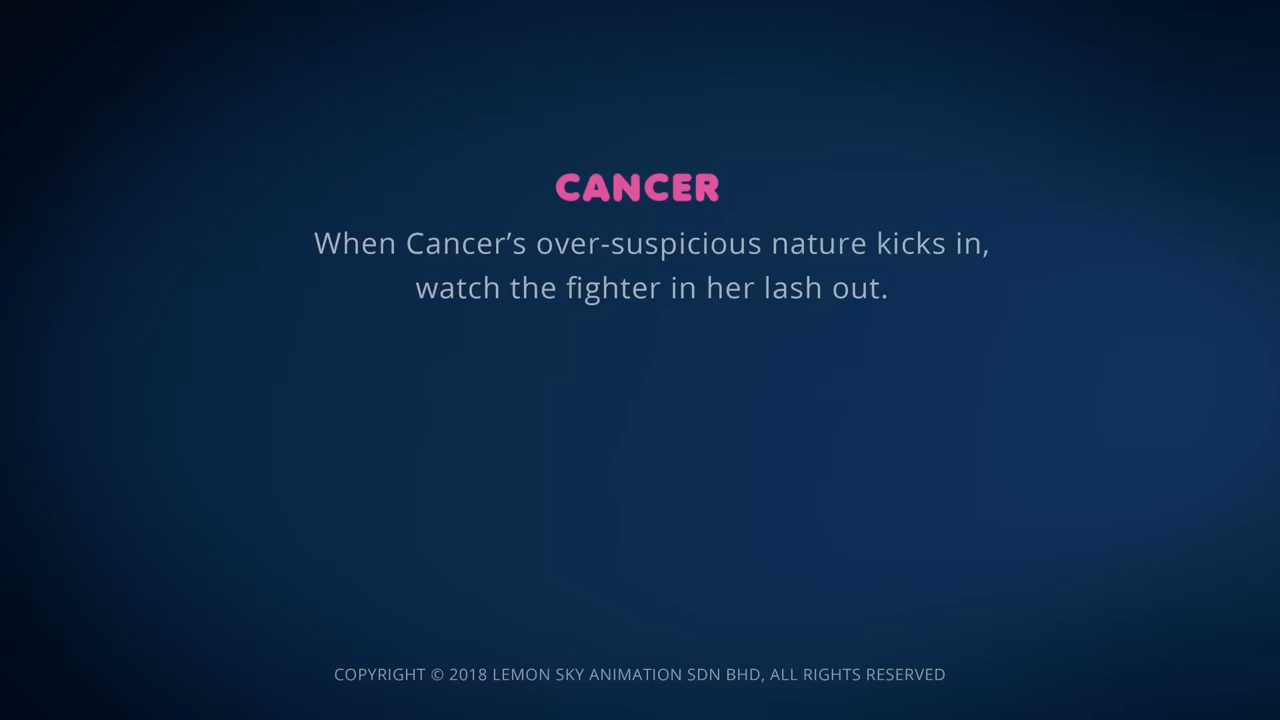 CANCER
When Cancer’s over-suspicious nature kicks in,
watch the fighter in her lash out.
COPYRIGHT © 2018 LEMON SKY ANIMATION SDN BHD, ALL RIGHTS RESERVED